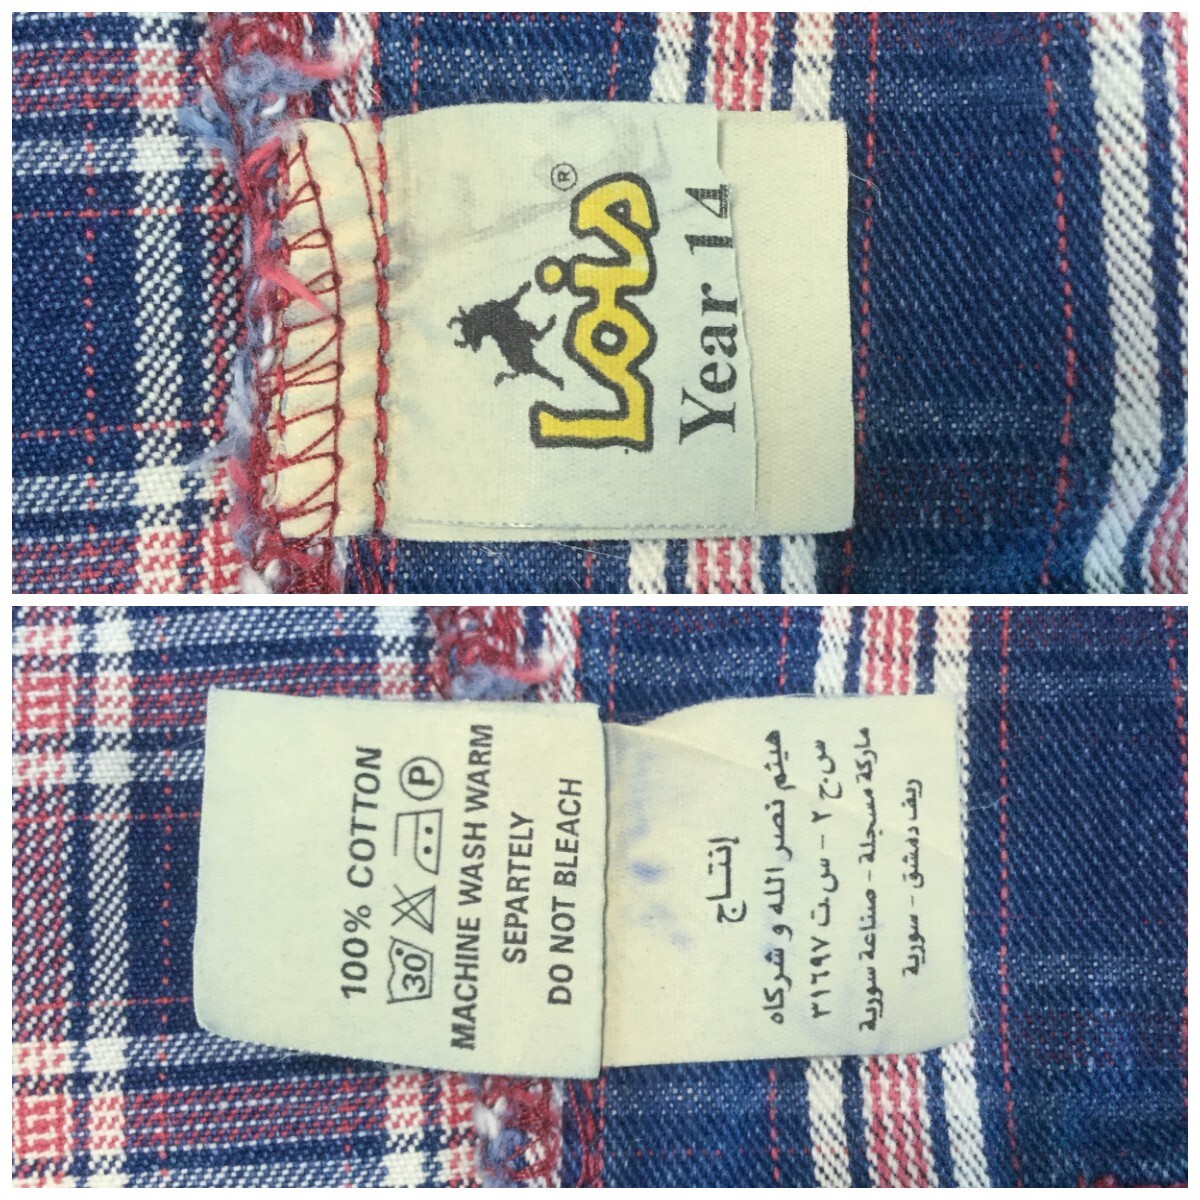 Lois®
Year 14
100% COTTON
30° P
MACHINE WASH WARM
SEPARTELY
DO NOT BLEACH
إنتاج
هيثم نصر الله و شركاه
س.ج ٢ - س.ت ٣١٦٩٧
ماركة مسجلة - صناعة سورية
ريف دمشق - سورية